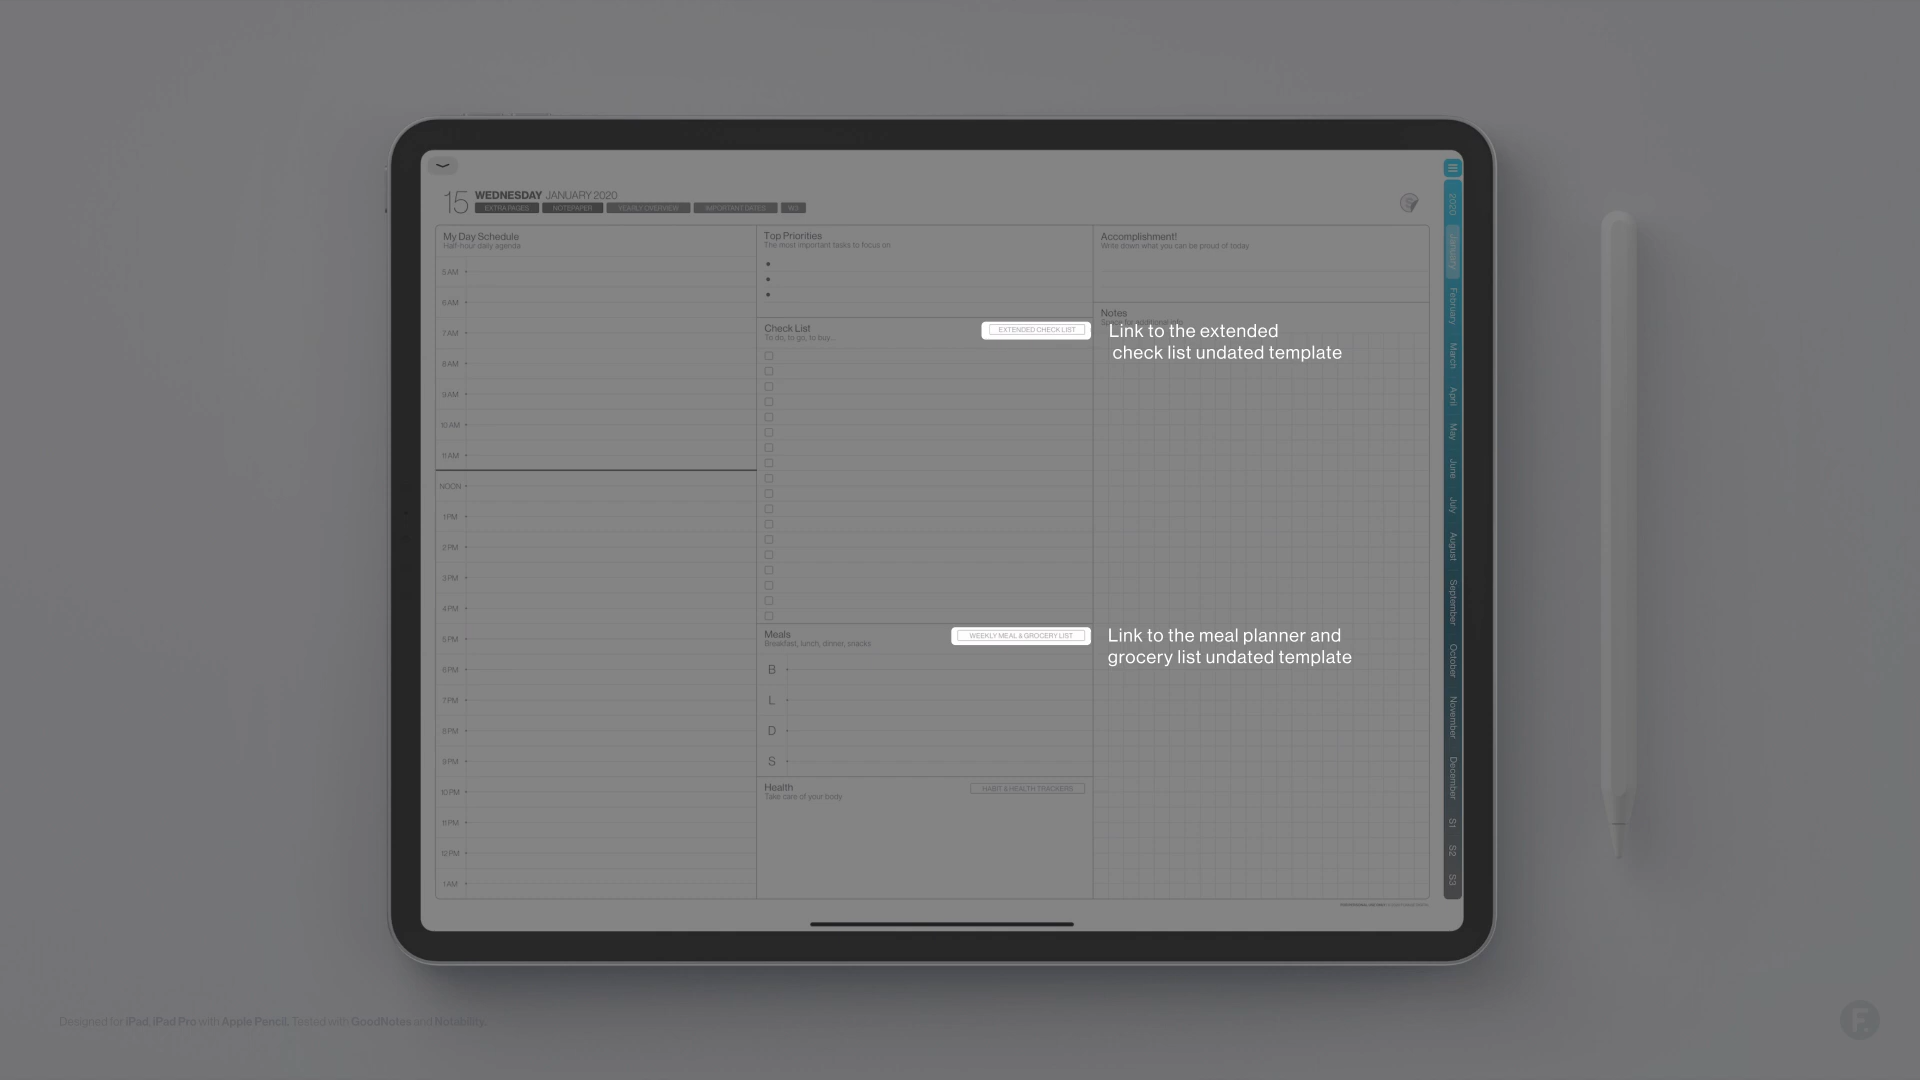 15 WEDNESDAY JANUARY 2020
EXTRA PAGES NOTEPAPER YEARLY OVERVIEW IMPORTANT DATES W3
My Day Schedule
Half-hour daily agenda
5 AM
6 AM
7 AM
8 AM
9 AM
10 AM
11 AM
NOON
1 PM
2 PM
3 PM
4 PM
5 PM
6 PM
7 PM
8 PM
9 PM
10 PM
11 PM
12 PM
1 AM
Top Priorities
The most important tasks to focus on
Check List
To do, to go, to buy...
EXTENDED CHECK LIST
Meals
Breakfast, lunch, dinner, snacks
WEEKLY MEAL & GROCERY LIST
B
L
D
S
Health
Take care of your body
HABIT & HEALTH TRACKERS
Accomplishment!
Write down what you can be proud of today
Notes
Space for additional info
Link to the extended
check list undated template
Link to the meal planner and
grocery list undated template
2020
January
February
March
April
May
June
July
August
September
October
November
December
S1
S2
S3
Designed for iPad, iPad Pro with Apple Pencil. Tested with GoodNotes and Notability.
F.